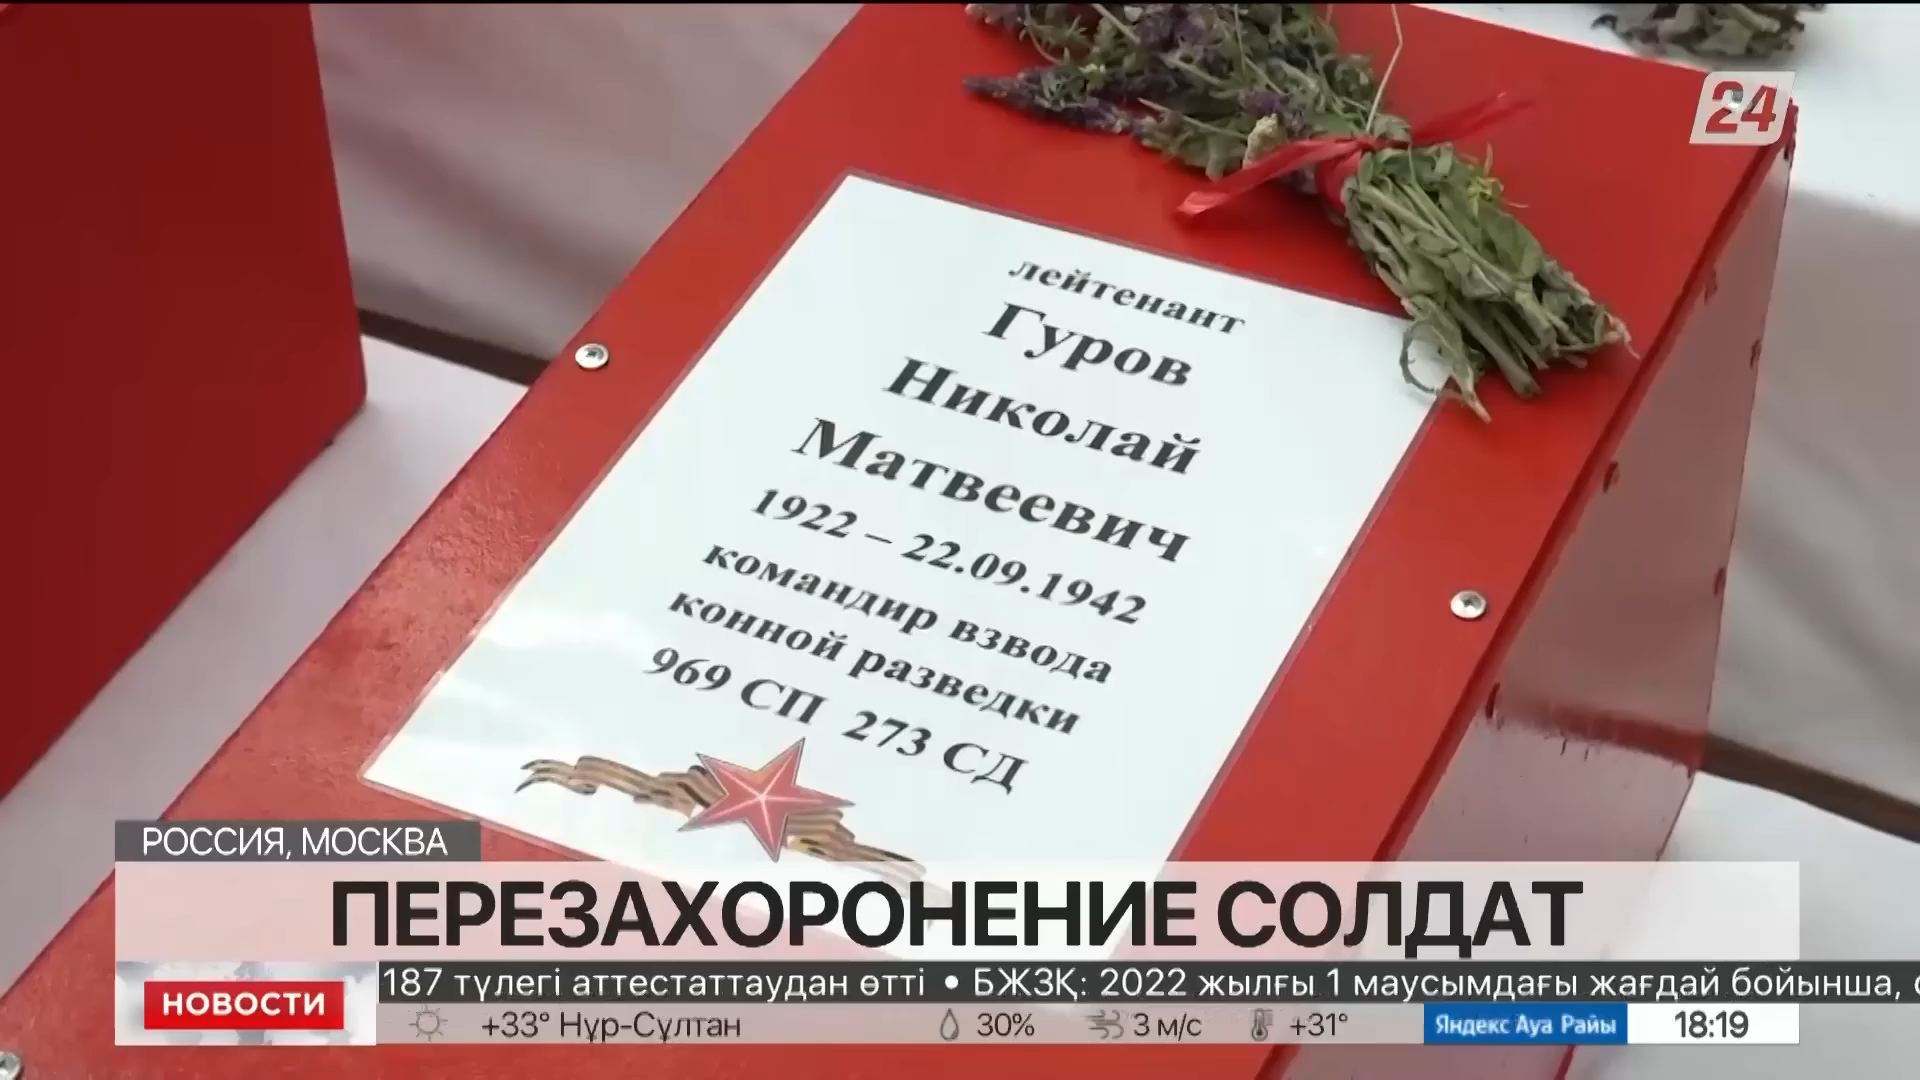 24
лейтенант
Гуров
Николай
Матвеевич
1922 – 22.09.1942
командир взвода
конной разведки
969 СП 273 СД
РОССИЯ, МОСКВА
ПЕРЕЗАХОРОНЕНИЕ СОЛДАТ
187 түлегі аттестаттаудан өтті • БЖЗҚ: 2022 жылғы 1 маусымдағы жағдай бойынша,
НОВОСТИ
+33° Нұр-Сұлтан 30% 3 м/с +31° Яндекс Ауа Райы 18:19